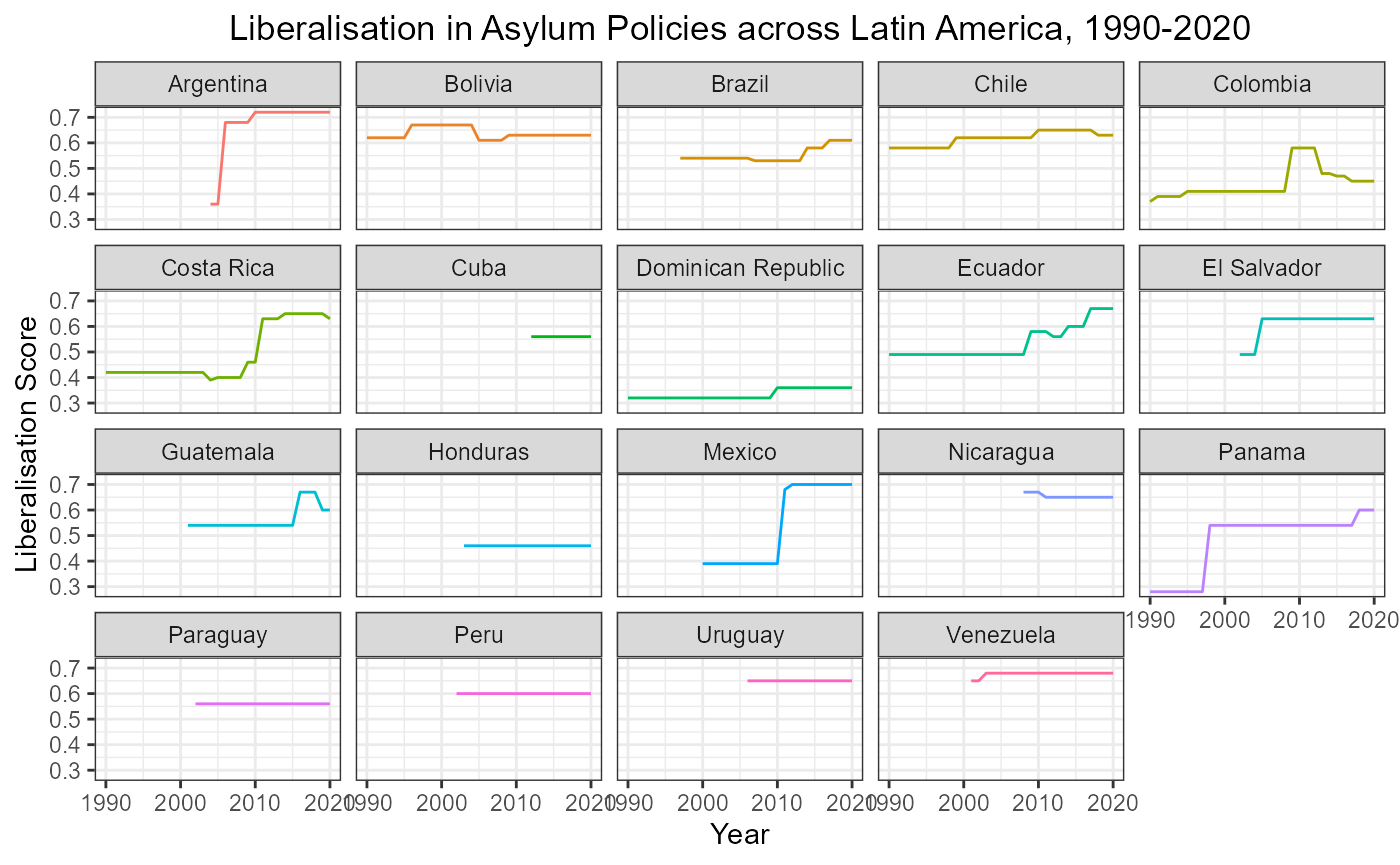 Liberalisation in Asylum Policies across Latin America, 1990-2020
Argentina Bolivia Brazil Chile Colombia
0.7
0.6
0.5
0.4
0.3
Costa Rica Cuba Dominican Republic Ecuador El Salvador
0.7
0.6
0.5
0.4
0.3
Liberalisation Score
Guatemala Honduras Mexico Nicaragua Panama
0.7
0.6
0.5
0.4
0.3
1990 2000 2010 2020
Paraguay Peru Uruguay Venezuela
0.7
0.6
0.5
0.4
0.3
1990 2000 2010 2020 1990 2000 2010 2020 1990 2000 2010 2020 1990 2000 2010 2020
Year